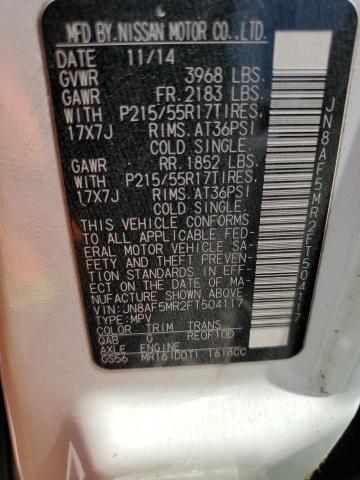 MFD BY NISSAN MOTOR CO.,LTD.
DATE 11/14
GVWR 3968 LBS.
GAWR FR.2183 LBS.
WITH P215/55R17TIRES,
17X7J RIMS.AT36PSI
COLD SINGLE.
GAWR RR.1852 LBS.
WITH P215/55R17TIRES,
17X7J RIMS.AT36PSI
COLD SINGLE.
THIS VEHICLE CONFORMS
TO ALL APPLICABLE FED-
ERAL MOTOR VEHICLE SA-
FETY AND THEFT PREVEN-
TION STANDARDS IN EFF-
ECT ON THE DATE OF MA-
NUFACTURE SHOWN ABOVE.
VIN:JN8AF5MR2FT504117
TYPE:MPV
COLOR TRIM TRANS
QAB G RE0F10D
AXLE ENGINE
GS56 MR16(DDT) 1618CC
JN8AF5MR2FT504117